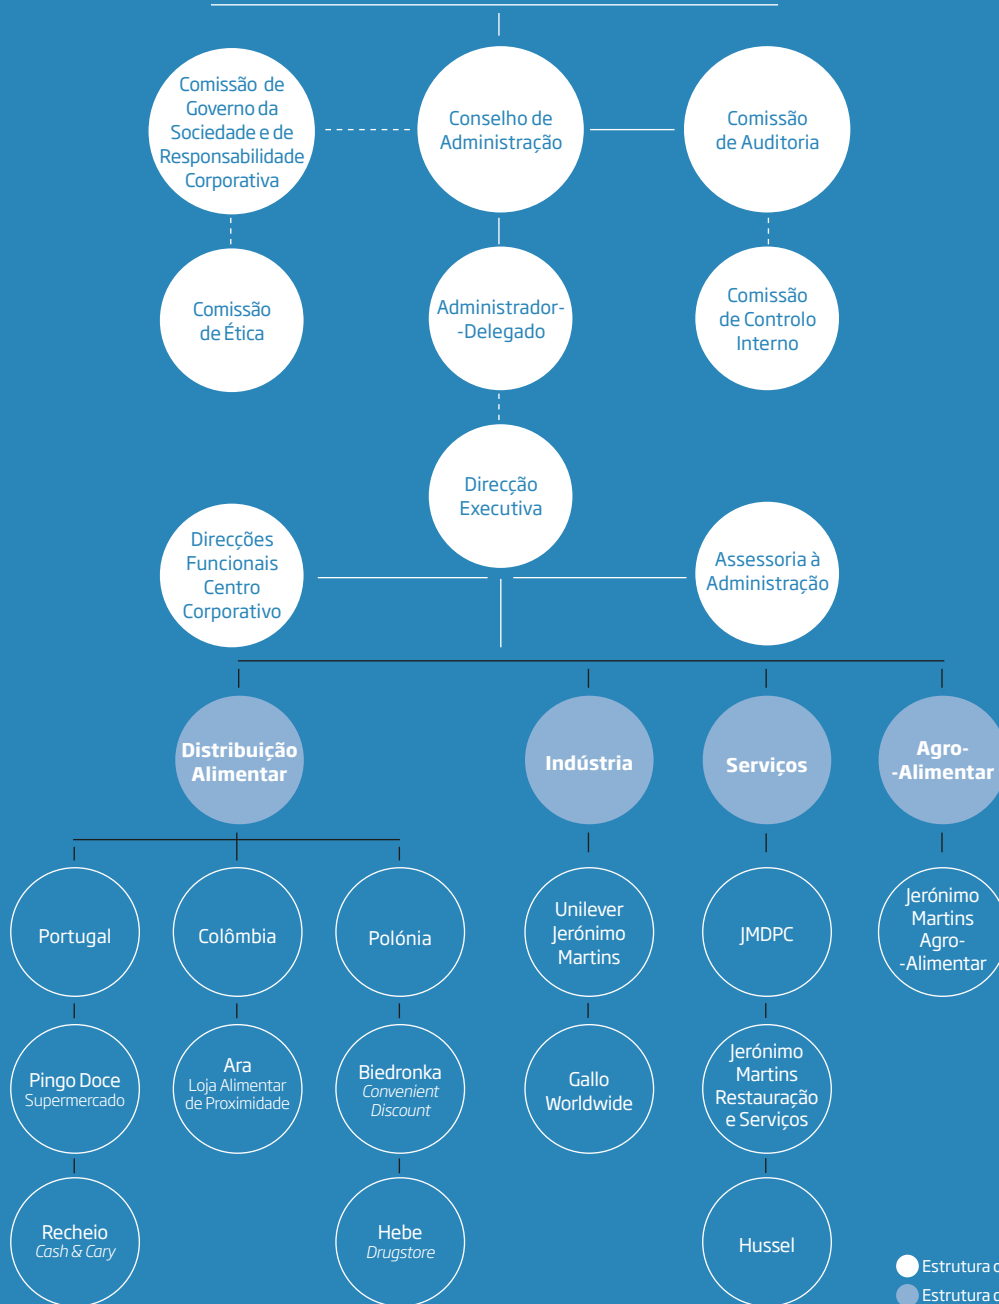 Comissão de
Governo da
Sociedade e de
Responsabilidade
Corporativa
Conselho de
Administração
Comissão
de Auditoria
Comissão
de Ética
Administrador-
-Delegado
Comissão
de Controlo
Interno
Direcção
Executiva
Direcções
Funcionais
Centro
Corporativo
Assessoria à
Administração
Distribuição
Alimentar
Indústria
Serviços
Agro-
-Alimentar
Portugal
Colômbia
Polónia
Unilever
Jerónimo
Martins
JMDPC
Jerónimo
Martins
Agro-
-Alimentar
Pingo Doce
Supermercado
Ara
Loja Alimentar
de Proximidade
Biedronka
Convenient
Discount
Gallo
Worldwide
Jerónimo
Martins
Restauração
e Serviços
Recheio
Cash & Cary
Hebe
Drugstore
Hussel
Estrutura
Estrutura